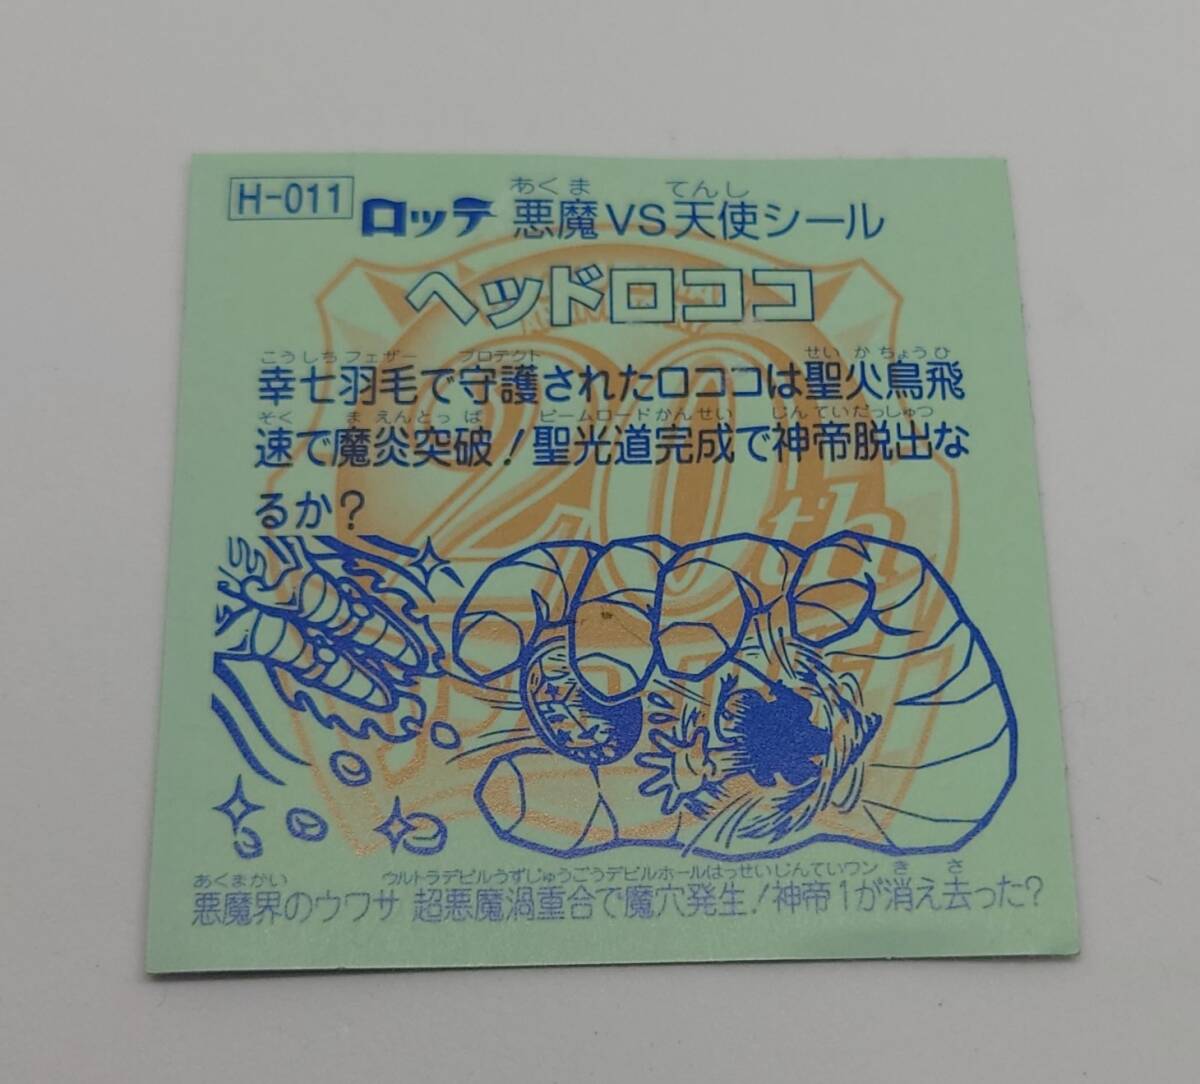 H-011
ロッテ 悪魔VS天使シール
あくま てんし
ヘッドロココ
こうしちフェザー プロテクト せいかちょうひ
幸七羽毛で守護されたロココは聖火鳥飛
そく まえんとっぱ ビームロードかんせい じんていだっしゅつ
速で魔炎突破!聖光道完成で神帝脱出な
るか?
20th
あくまかい ウルトラデビルうずじゅうごうデビルホールはっせいじんていワン き さ
悪魔界のウワサ 超悪魔渦重合で魔穴発生!神帝1が消え去った?